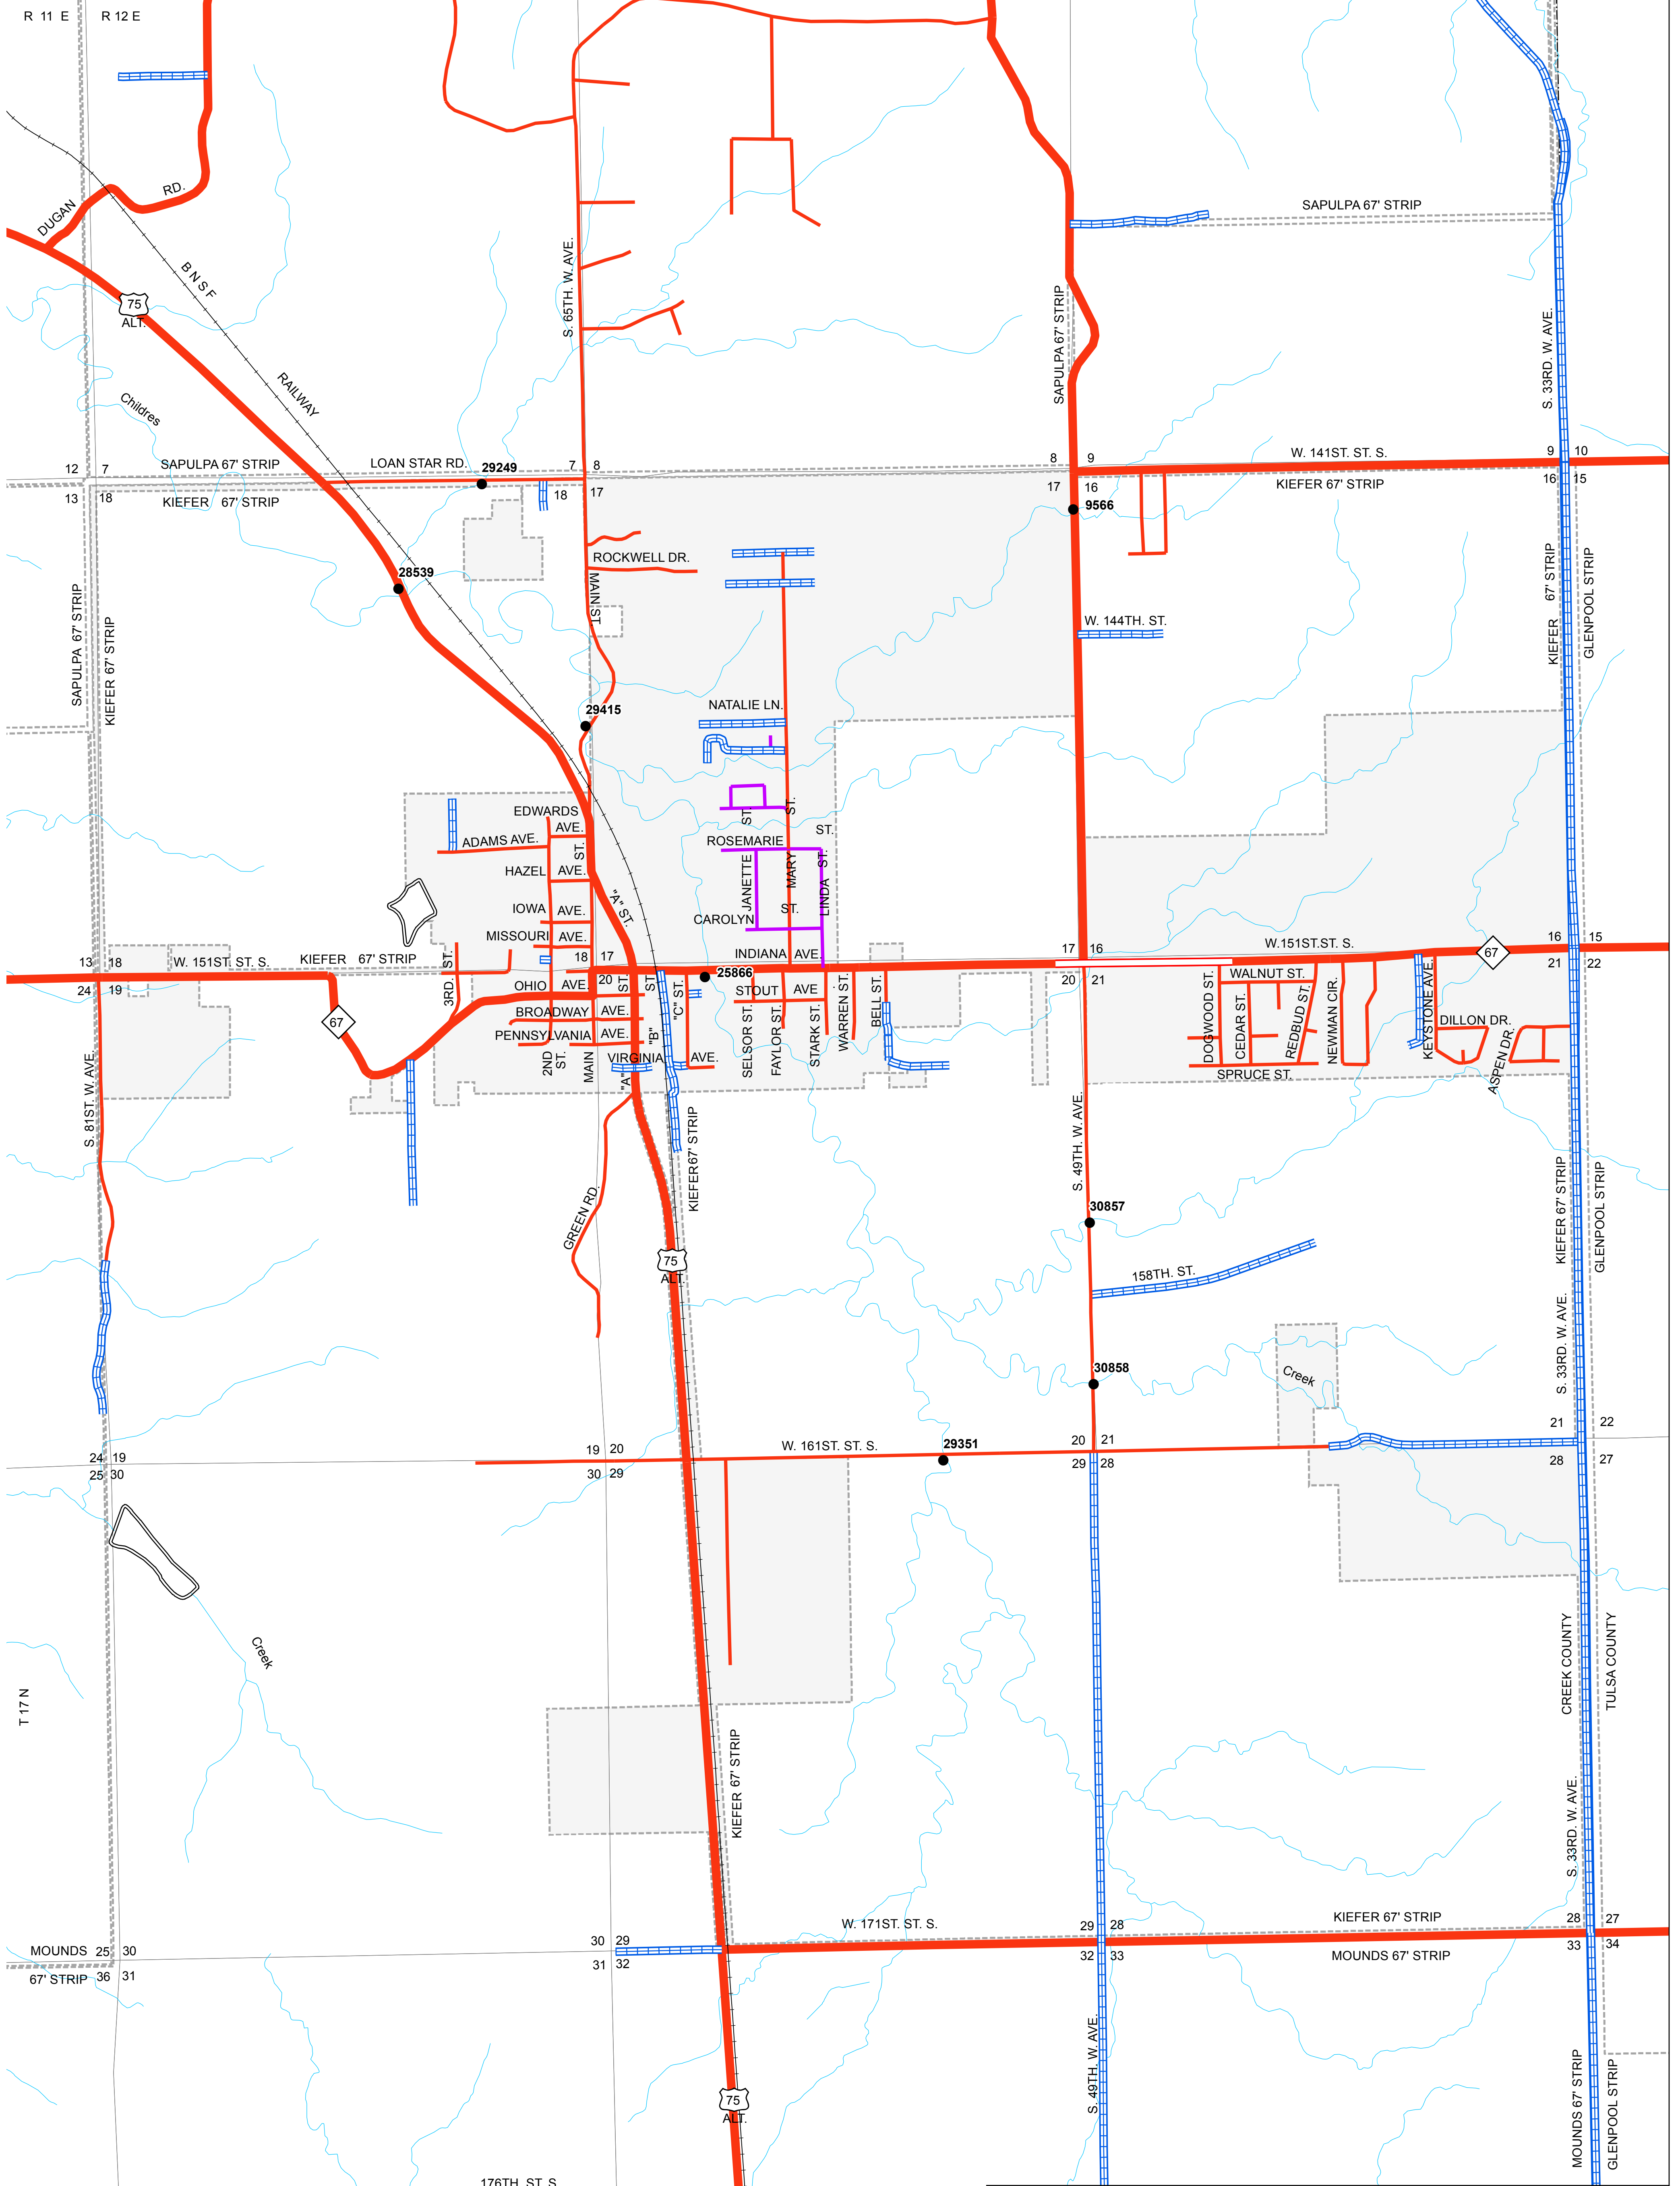 R 11 E
R 12 E
DUGAN
RD.
B N S F
RAILWAY
75
ALT.
Childres
S. 65TH. W. AVE.
SAPULPA 67' STRIP
SAPULPA 67' STRIP
S. 33RD. W. AVE.
12
7
SAPULPA 67' STRIP
LOAN STAR RD.
29249
7
8
8
9
W. 141ST. ST. S.
9
10
13
18
KIEFER 67' STRIP
18
17
17
16
KIEFER 67' STRIP
16
15
9566
ROCKWELL DR.
28539
MAIN ST.
W. 144TH. ST.
SAPULPA 67' STRIP
KIEFER 67' STRIP
KIEFER 67' STRIP
GLENPOOL STRIP
NATALIE LN.
29415
EDWARDS
AVE.
ADAMS AVE.
ST.
HAZEL
AVE.
"A" ST.
IOWA
AVE.
MISSOURI
AVE.
ST.
ST.
ST.
ROSEMARIE
JANETTE
MARY
LINDA
ST.
CAROLYN
ST.
INDIANA AVE.
13
18
W. 151ST. ST. S.
KIEFER 67' STRIP
18
17
17
16
W.151ST.ST. S.
67
16
15
24
19
3RD. ST.
OHIO
AVE.
20
ST.
ST.
25866
20
21
WALNUT ST.
21
22
67
BROADWAY
AVE.
"C" ST.
STOUT
AVE
PENNSYLVANIA
AVE.
"B"
VIRGINIA
AVE.
2ND
ST.
MAIN
"A"
SELSOR ST.
FAYLOR ST.
STARK ST.
WARREN ST.
BELL ST.
DOGWOOD ST.
CEDAR ST.
REDBUD ST.
NEWMAN CIR.
KEYSTONE AVE.
DILLON DR.
ASPEN DR.
SPRUCE ST.
S. 81ST. W. AVE.
KIEFER67' STRIP
S. 49TH. W. AVE.
KIEFER 67' STRIP
GLENPOOL STRIP
GREEN RD.
30857
75
ALT.
158TH. ST.
S. 33RD. W. AVE.
30858
Creek
24
19
19
20
W. 161ST. ST. S.
29351
20
21
21
22
25
30
30
29
29
28
28
27
Creek
T 17 N
CREEK COUNTY
TULSA COUNTY
KIEFER 67' STRIP
S. 33RD. W. AVE.
MOUNDS
25
30
30
29
W. 171ST. ST. S.
29
28
KIEFER 67' STRIP
28
27
67' STRIP
36
31
31
32
32
33
MOUNDS 67' STRIP
33
34
S. 49TH. W. AVE.
MOUNDS 67' STRIP
GLENPOOL STRIP
75
ALT.
176TH. ST. S.